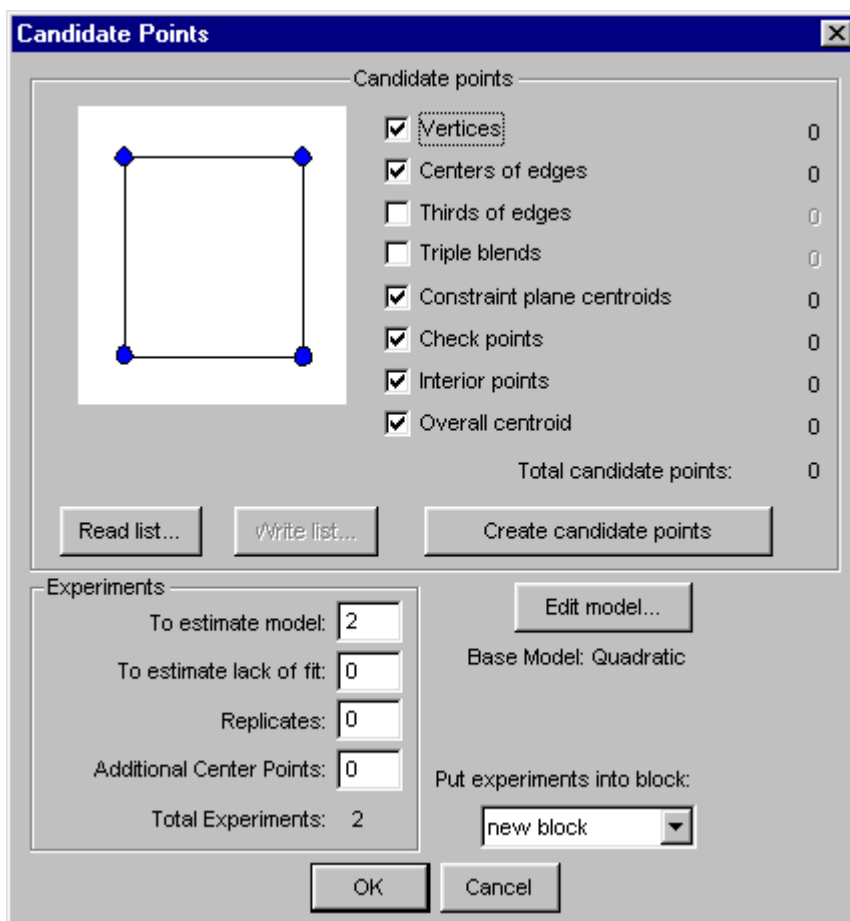 Candidate Points
Candidate points
Vertices 0
Centers of edges 0
Thirds of edges 0
Triple blends 0
Constraint plane centroids 0
Check points 0
Interior points 0
Overall centroid 0
Total candidate points: 0
Read list... Write list... Create candidate points
Experiments
To estimate model: 2
To estimate lack of fit: 0
Replicates: 0
Additional Center Points: 0
Total Experiments: 2
Edit model...
Base Model: Quadratic
Put experiments into block:
new block
OK Cancel